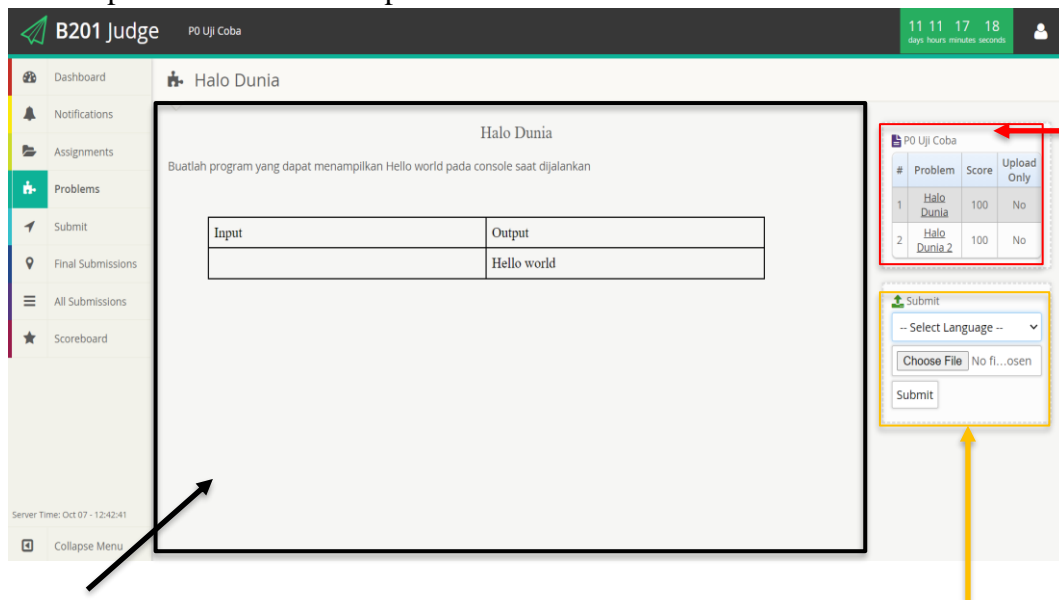 B201 Judge P0 Uji Coba
11 11 17 18
days hours minutes seconds
Dashboard
Notifications
Assignments
Problems
Submit
Final Submissions
All Submissions
Scoreboard
Server Time: Oct 07 - 12:42:41
Collapse Menu
Halo Dunia
Halo Dunia
Buatlah program yang dapat menampilkan Hello world pada console saat dijalankan
Input Output
Hello world
P0 Uji Coba
# Problem Score Upload Only
1 Halo Dunia 100 No
2 Halo Dunia 2 100 No
Submit
-- Select Language --
Choose File No fi...osen
Submit